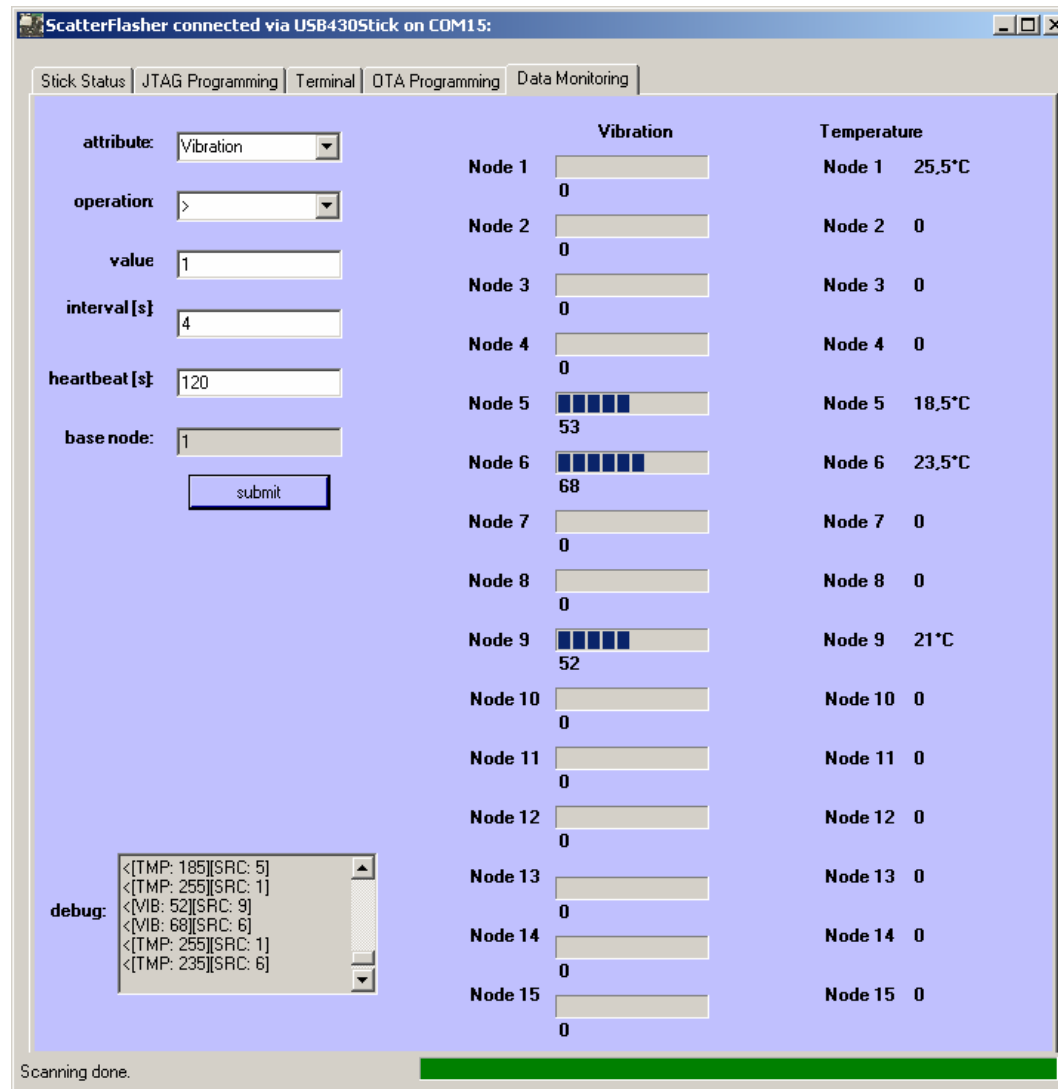 ScatterFlasher connected via USB430Stick on COM15:
Stick Status JTAG Programming Terminal OTA Programming Data Monitoring
attribute: Vibration
operation: >
value 1
interval [s]: 4
heartbeat [s]: 120
base node: 1
submit
Vibration Temperature
Node 1 Node 1 25,5°C
0
Node 2 Node 2 0
0
Node 3 Node 3 0
0
Node 4 Node 4 0
0
Node 5 Node 5 18,5°C
53
Node 6 Node 6 23,5°C
68
Node 7 Node 7 0
0
Node 8 Node 8 0
0
Node 9 Node 9 21°C
52
Node 10 Node 10 0
0
Node 11 Node 11 0
0
Node 12 Node 12 0
0
Node 13 Node 13 0
0
Node 14 Node 14 0
0
Node 15 Node 15 0
0
debug:
<[TMP: 185][SRC: 5]
<[TMP: 255][SRC: 1]
<[VIB: 52][SRC: 9]
<[VIB: 68][SRC: 6]
<[TMP: 255][SRC: 1]
<[TMP: 235][SRC: 6]
Scanning done.